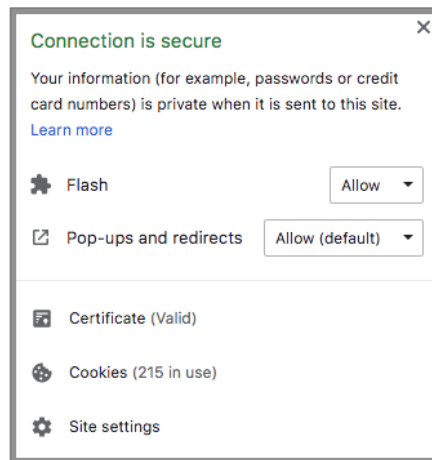 Connection is secure
Your information (for example, passwords or credit
card numbers) is private when it is sent to this site.
Learn more
Flash Allow
Pop-ups and redirects Allow (default)
Certificate (Valid)
Cookies (215 in use)
Site settings